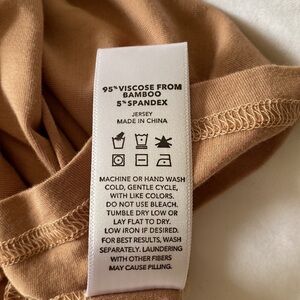 95% VISCOSE FROM
BAMBOO
5% SPANDEX
JERSEY
MADE IN CHINA
MACHINE OR HAND WASH
COLD, GENTLE CYCLE,
WITH LIKE COLORS.
DO NOT USE BLEACH.
TUMBLE DRY LOW OR
LAY FLAT TO DRY.
LOW IRON IF DESIRED.
FOR BEST RESULTS, WASH
SEPARATELY. LAUNDERING
WITH OTHER FIBERS
MAY CAUSE PILLING.